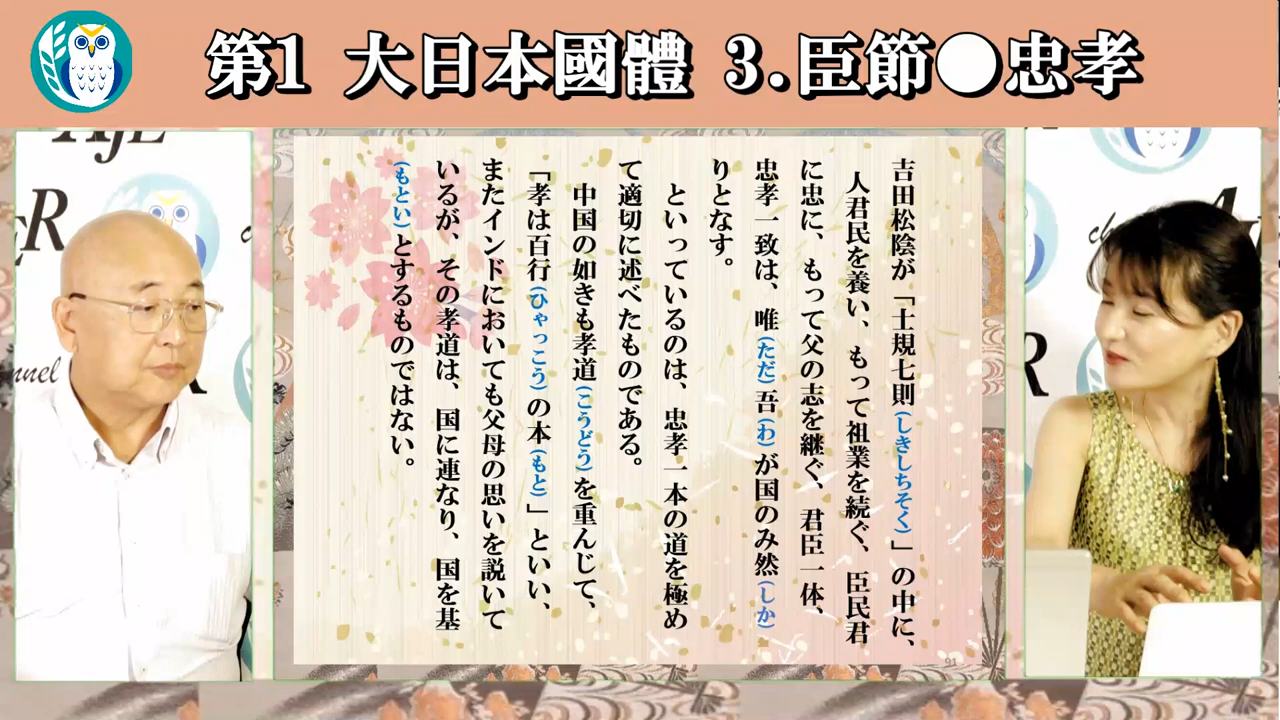 第1 大日本國體 3.臣節●忠孝
吉田松陰が「士規七則(しきしちそく)」の中に、
人君民を養い、もって祖業を続ぐ、臣民君
に忠に、もって父の志を継ぐ、君臣一体、
忠孝一致は、唯(ただ)吾(わ)が国のみ然(しか)
りとなす。
といっているのは、忠孝一本の道を極め
て適切に述べたものである。
中国の如きも孝道(こうどう)を重んじて、
「孝は百行(ひゃっこう)の本(もと)」といい、
またインドにおいても父母の思いを説いて
いるが、その孝道は、国に連なり、国を基
(もとい)とするものではない。
91